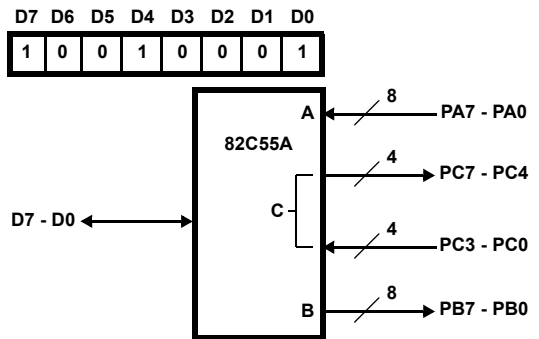 D7 D6 D5 D4 D3 D2 D1 D0
1 0 0 1 0 0 0 1
A 8 PA7 - PA0
82C55A
4 PC7 - PC4
C
D7 - D0
4 PC3 - PC0
B 8 PB7 - PB0